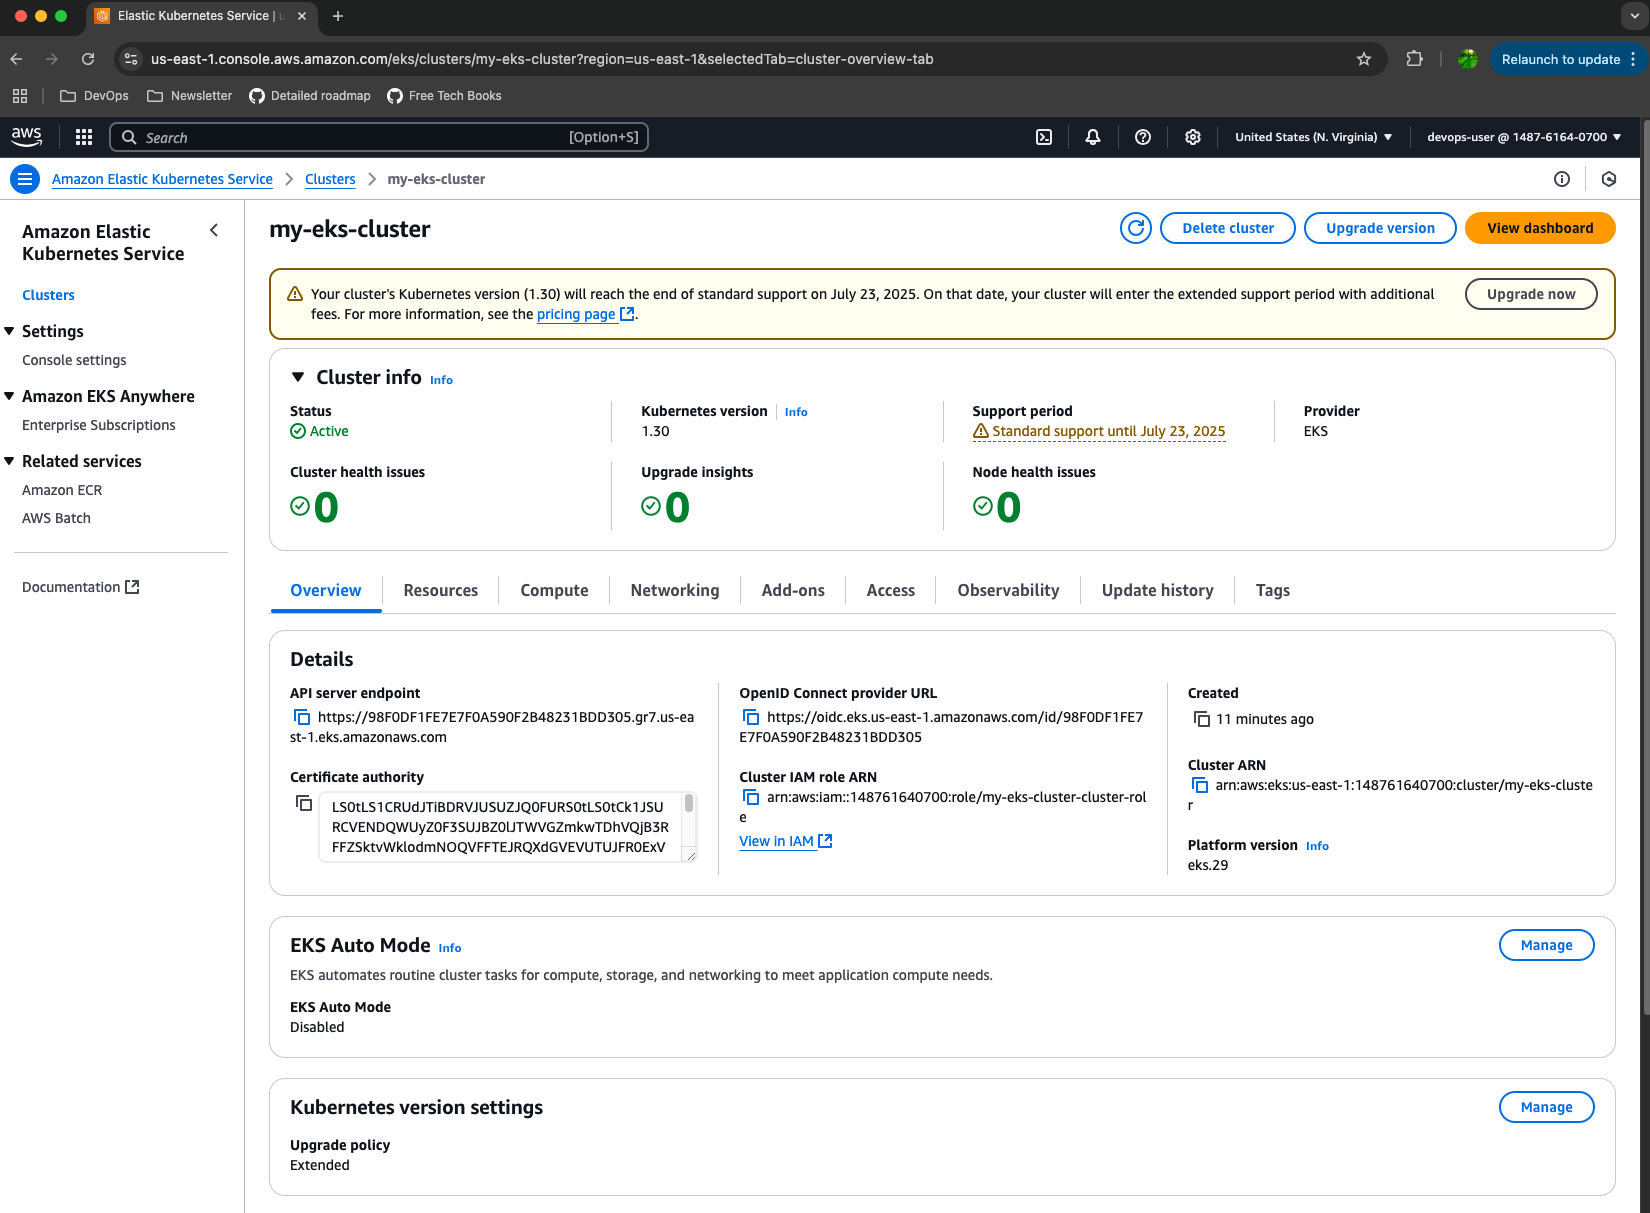 Elastic Kubernetes Service | u
us-east-1.console.aws.amazon.com/eks/clusters/my-eks-cluster?region=us-east-1&selectedTab=cluster-overview-tab
Relaunch to update
DevOps
Newsletter
Detailed roadmap
Free Tech Books
aws
Search
[Option+S]
United States (N. Virginia)
devops-user @ 1487-6164-0700
Amazon Elastic Kubernetes Service
Clusters
my-eks-cluster
Amazon Elastic
Kubernetes Service
Clusters
Settings
Console settings
Amazon EKS Anywhere
Enterprise Subscriptions
Related services
Amazon ECR
AWS Batch
Documentation
my-eks-cluster
Delete cluster
Upgrade version
View dashboard
Your cluster's Kubernetes version (1.30) will reach the end of standard support on July 23, 2025. On that date, your cluster will enter the extended support period with additional
fees. For more information, see the pricing page.
Upgrade now
Cluster info Info
Status
Active
Kubernetes version Info
1.30
Support period
Standard support until July 23, 2025
Provider
EKS
Cluster health issues
0
Upgrade insights
0
Node health issues
0
Overview
Resources
Compute
Networking
Add-ons
Access
Observability
Update history
Tags
Details
API server endpoint
https://98F0DF1FE7E7F0A590F2B48231BDD305.gr7.us-ea
st-1.eks.amazonaws.com
Certificate authority
LS0tLS1CRUdJTiBDRVJUSUZJQ0FURS0tLS0tCk1JSU
RCVENDQWUyZ0F3SUJBZ0lJTWVGZmkwTDhVQjB3R
FFZSktvWklodmNOQVFFTEJRQXdGVEVUTUJFR0ExV
OpenID Connect provider URL
https://oidc.eks.us-east-1.amazonaws.com/id/98F0DF1FE7
E7F0A590F2B48231BDD305
Cluster IAM role ARN
arn:aws:iam::148761640700:role/my-eks-cluster-cluster-rol
e
View in IAM
Created
11 minutes ago
Cluster ARN
arn:aws:eks:us-east-1:148761640700:cluster/my-eks-cluste
r
Platform version Info
eks.29
EKS Auto Mode Info
Manage
EKS automates routine cluster tasks for compute, storage, and networking to meet application compute needs.
EKS Auto Mode
Disabled
Kubernetes version settings
Manage
Upgrade policy
Extended